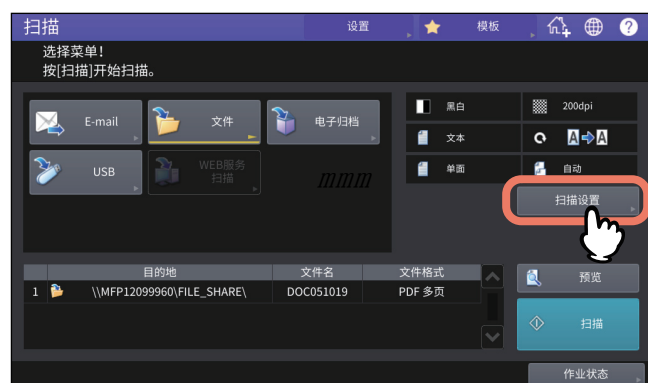 扫描 设置 模板 ?
选择菜单！
按[扫描]开始扫描。
E-mail 文件 电子归档 黑白 200dpi
文本 A A
USB WEB服务 单面 自动
扫描 mmm
扫描设置
目的地 文件名 文件格式 预览
1 \\MFP12099960\FILE_SHARE\ DOC051019 PDF 多页
扫描
作业状态